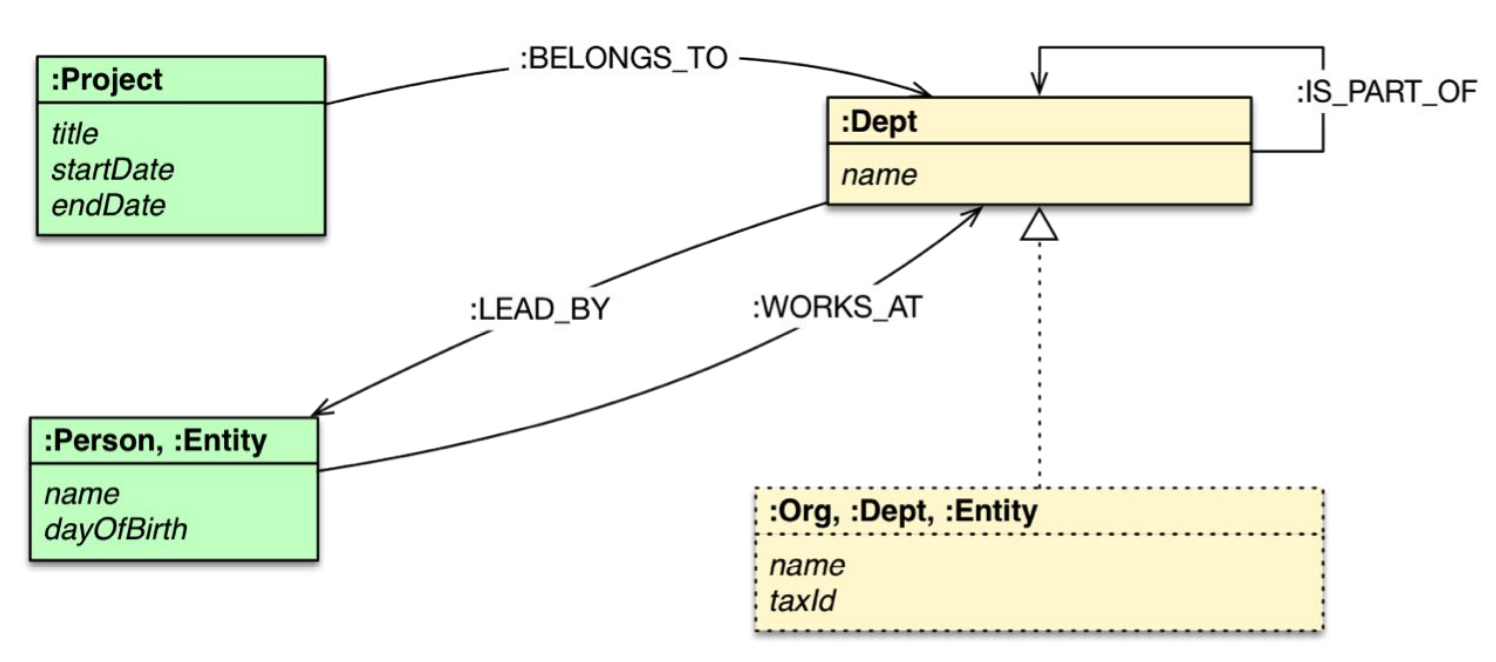 :BELONGS_TO
:Project
title
startDate
endDate
:IS_PART_OF
:Dept
name
:LEAD_BY
:WORKS_AT
:Person, :Entity
name
dayOfBirth
:Org, :Dept, :Entity
name
taxId